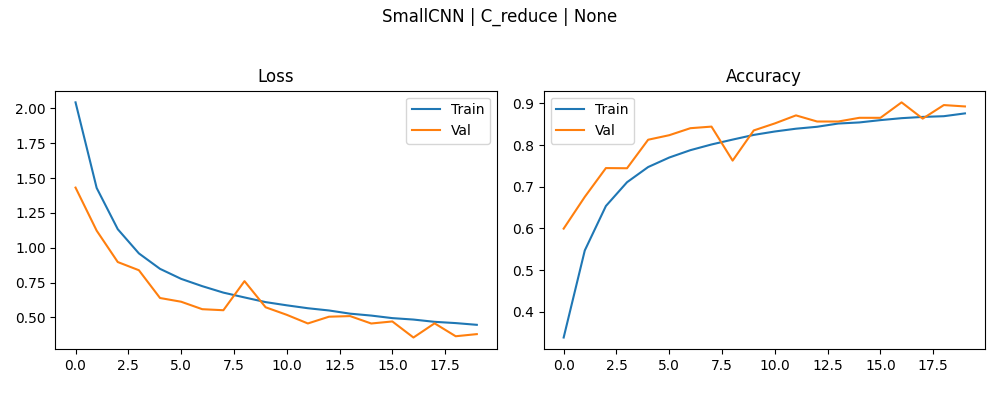 SmallCNN | C_reduce | None
Loss
Train
Val
2.00
1.75
1.50
1.25
1.00
0.75
0.50
0.0 2.5 5.0 7.5 10.0 12.5 15.0 17.5
Accuracy
Train
Val
0.9
0.8
0.7
0.6
0.5
0.4
0.0 2.5 5.0 7.5 10.0 12.5 15.0 17.5